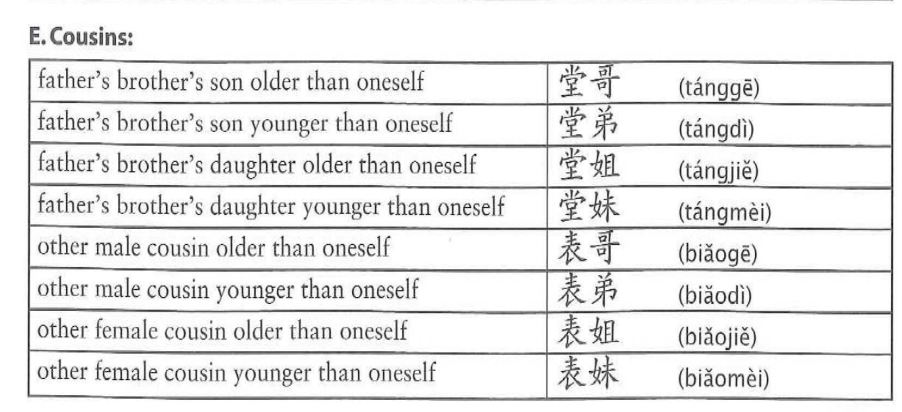 E. Cousins:
father's brother's son older than oneself 堂哥 (tánggē)
father's brother's son younger than oneself 堂弟 (tángdì)
father's brother's daughter older than oneself 堂姐 (tángjiě)
father's brother's daughter younger than oneself 堂妹 (tángmèi)
other male cousin older than oneself 表哥 (biǎogē)
other male cousin younger than oneself 表弟 (biǎodì)
other female cousin older than oneself 表姐 (biǎojiě)
other female cousin younger than oneself 表妹 (biǎomèi)